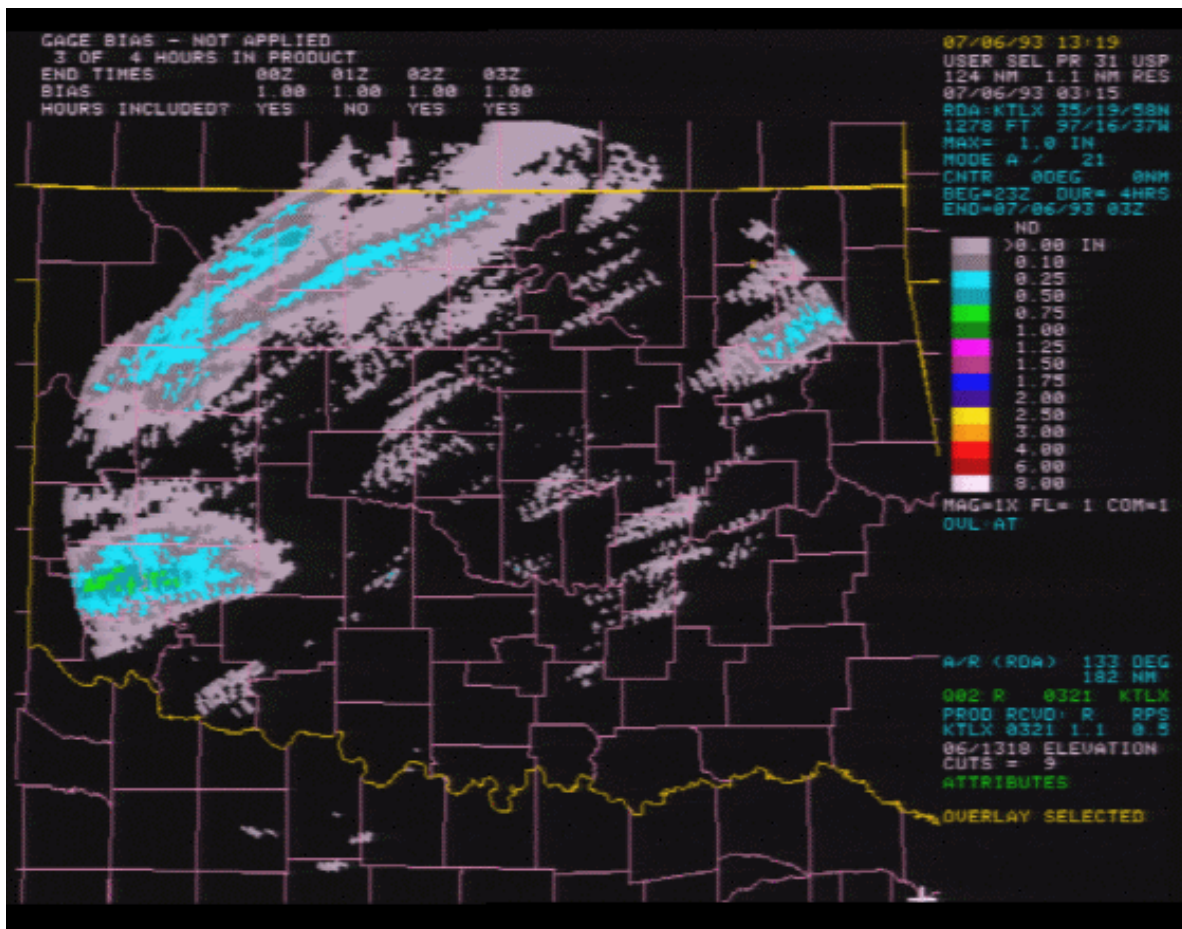 GAGE BIAS - NOT APPLIED
3 OF 4 HOURS IN PRODUCT
END TIMES 00Z 01Z 02Z 03Z
BIAS 1.00 1.00 1.00 1.00
HOURS INCLUDED? YES NO YES YES
07/06/93 13:19
USER SEL PR 31 USP
124 NM 1.1 NM RES
07/06/93 03:15
RDA:KTLX 35/19/58N
1278 FT 97/16/37W
MAX= 1.0 IN
MODE A / 21
CNTR 0DEG 0NM
BEG=23Z DUR= 4HRS
END=07/06/93 03Z
ND
>0.00 IN
0.10
0.25
0.50
0.75
1.00
1.25
1.50
1.75
2.00
2.50
3.00
4.00
6.00
8.00
MAG=1X FL= 1 COM=1
OVL:AT
A/R (RDA) 133 DEG
182 NM
Q02 R 0321 KTLX
PROD RCVD: R RPS
KTLX 0321 1.1 0.5
06/1318 ELEVATION
CUTS = 9
ATTRIBUTES
OVERLAY SELECTED